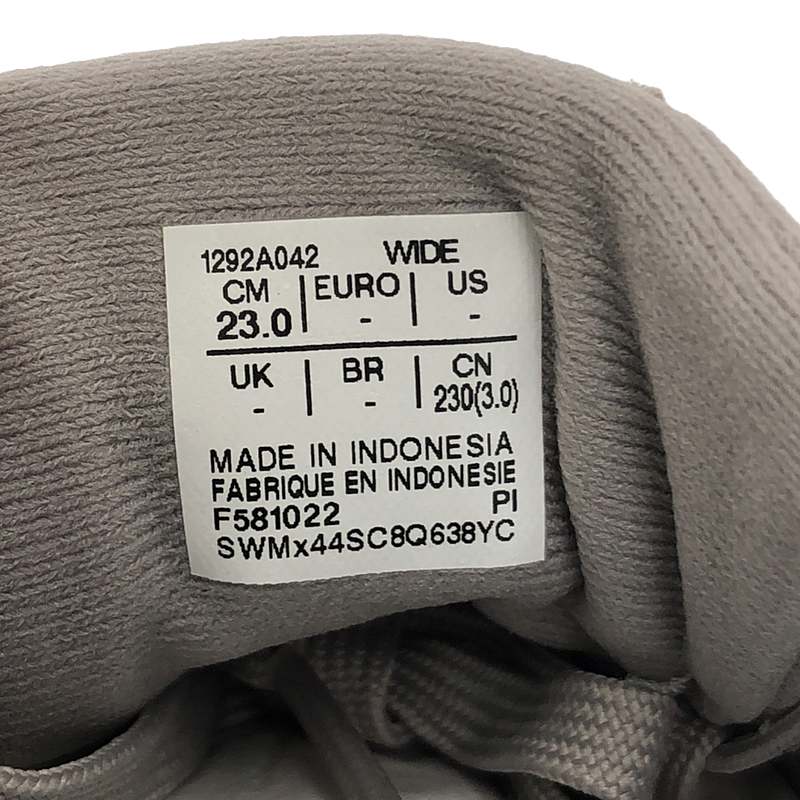 1292A042 WIDE
CM | EURO | US
23.0 | - | -
UK | BR | CN
- | - | 230(3.0)
MADE IN INDONESIA
FABRIQUE EN INDONESIE
F581022 PI
SWMx44SC8Q638YC